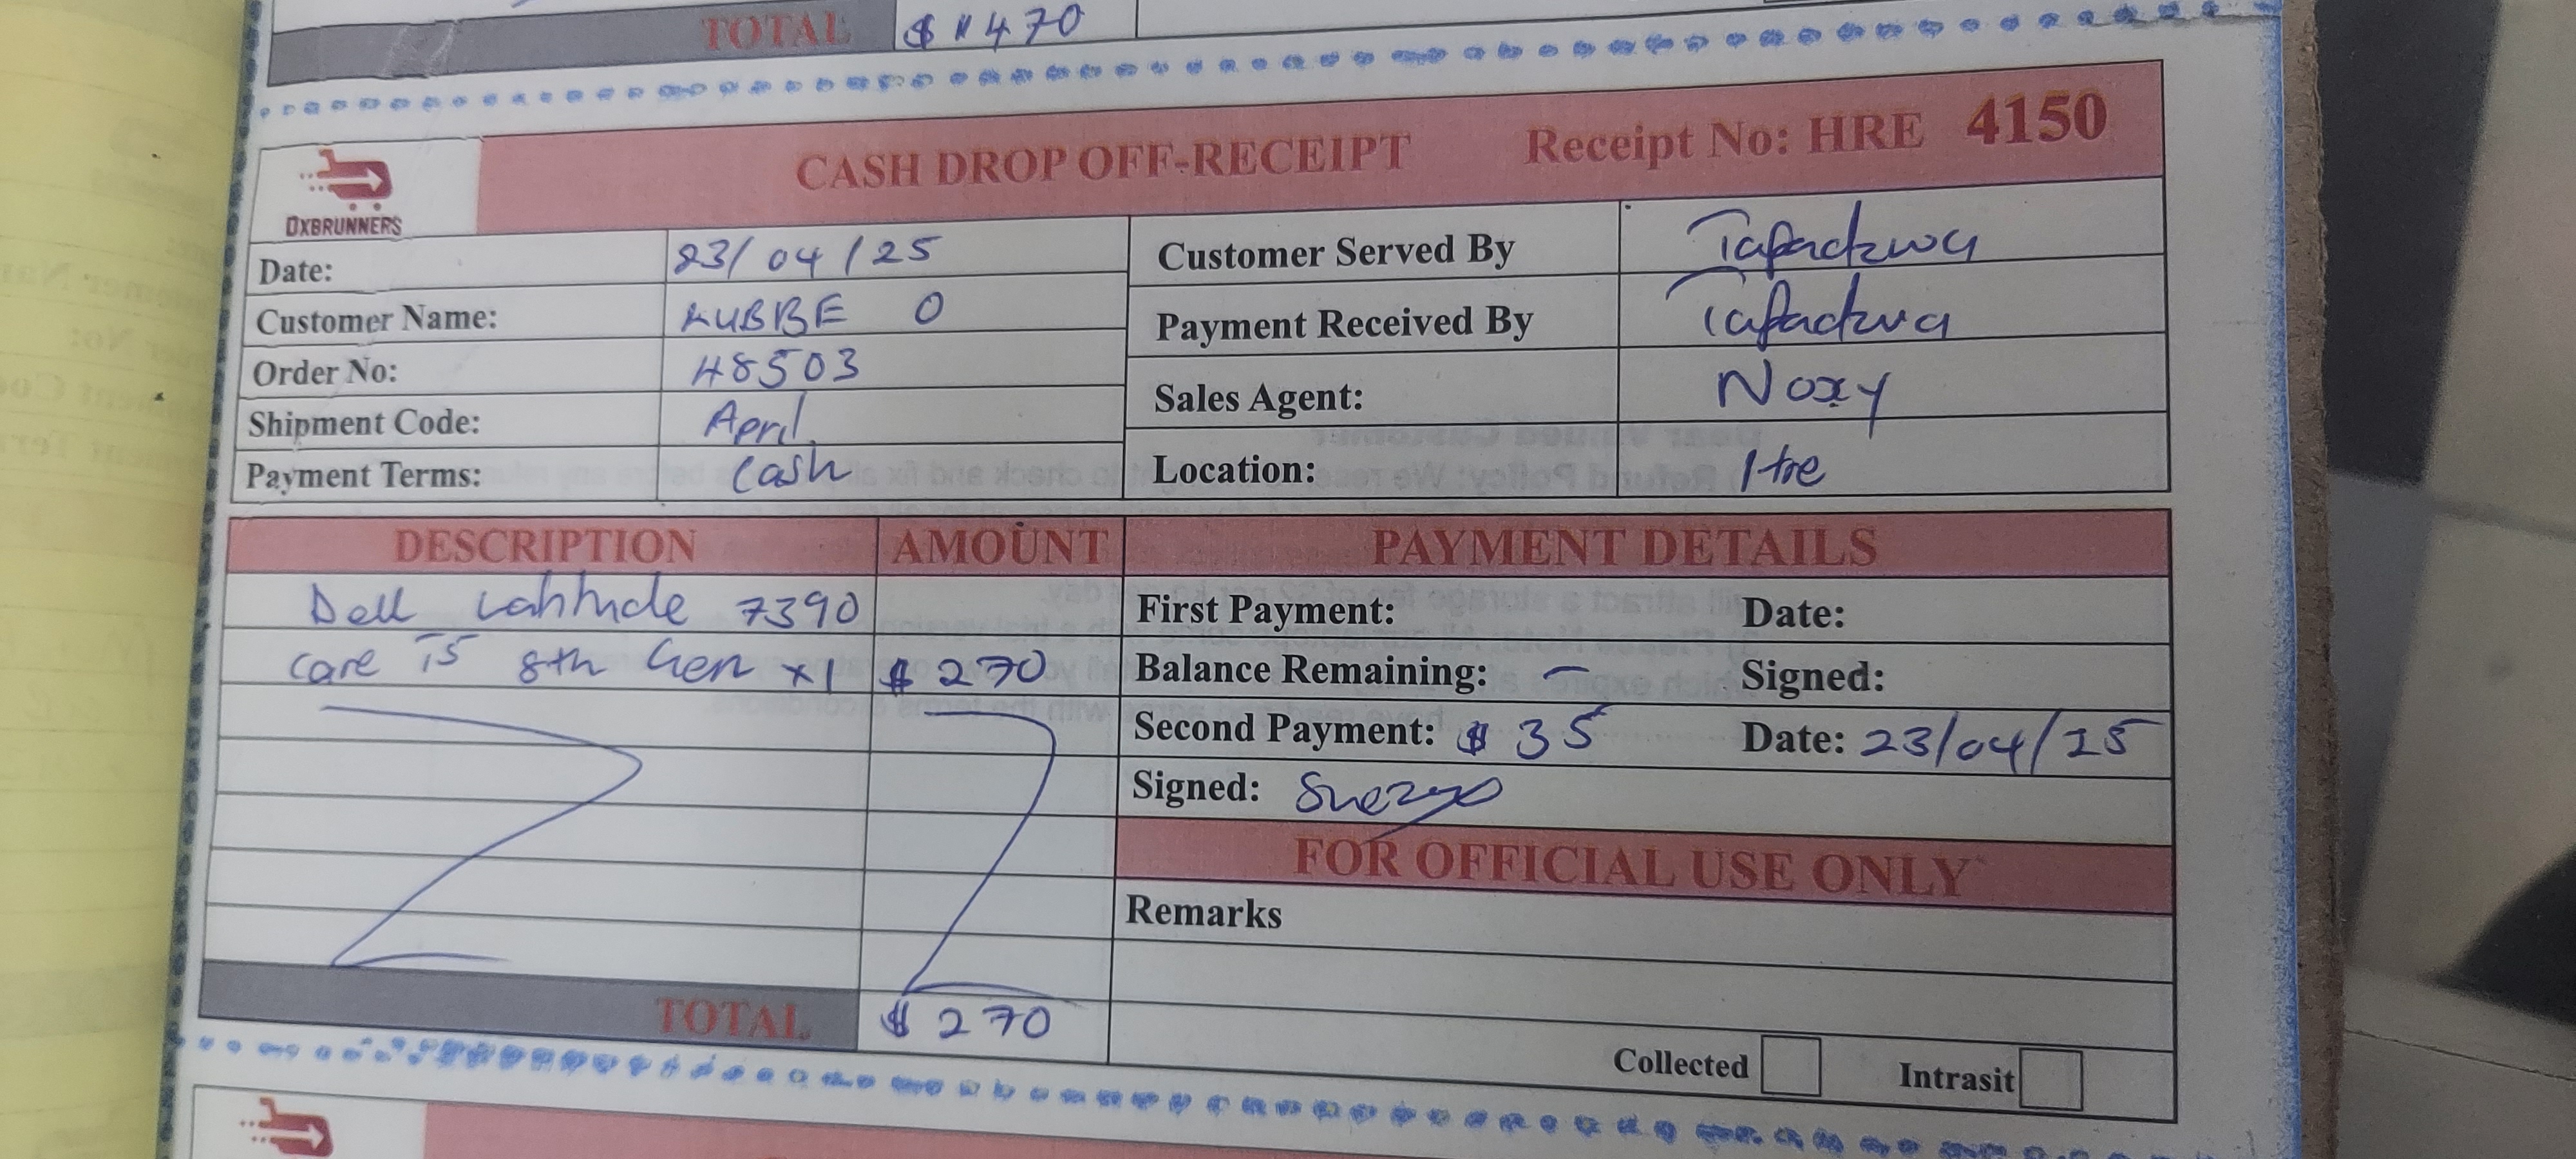 TOTAL $ 470
CASH DROP OFF-RECEIPT Receipt No: HRE 4150
OXBRUNNERS
Date: 23/04/25
Customer Name: KUBBE O
Order No: 48503
Shipment Code: April
Payment Terms: Cash
Customer Served By Tafadzwa
Payment Received By Tafadzwa
Sales Agent: Noxy
Location: Hre
DESCRIPTION AMOUNT
Dell Latitude 7390
core i5 8th Gen x1 $ 270
TOTAL $ 270
PAYMENT DETAILS
First Payment: Date:
Balance Remaining: - Signed:
Second Payment: $ 35 Date: 23/04/25
Signed:
FOR OFFICIAL USE ONLY
Remarks
Collected Intrasit